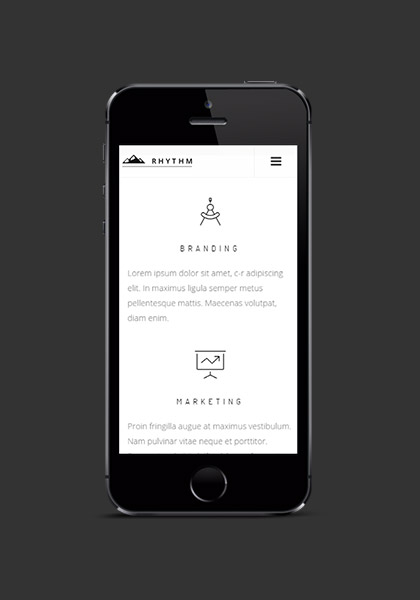 RHYTHM
BRANDING
Lorem ipsum dolor sit amet, c-r adipiscing
elit. In maximus ligula semper metus
pellentesque mattis. Maecenas volutpat,
diam enim.
MARKETING
Proin fringilla augue at maximus vestibulum.
Nam pulvinar vitae neque et porttitor.